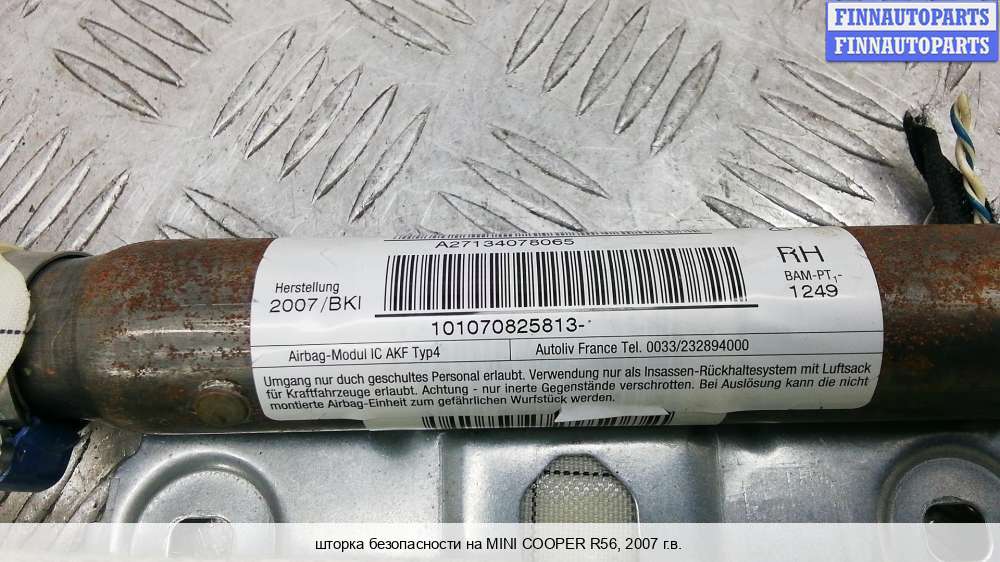 FINNAUTOPARTS
FINNAUTOPARTS
A27134078065
Herstellung
2007/BKI
RH
BAM-PT1-
1249
101070825813-
Airbag-Modul IC AKF Typ4
Autoliv France Tel. 0033/232894000
Umgang nur duch geschultes Personal erlaubt. Verwendung nur als Insassen-Rückhaltesystem mit Luftsack
für Kraftfahrzeuge erlaubt. Achtung - nur inerte Gegenstände verschrotten. Bei Auslösung kann die nicht
montierte Airbag-Einheit zum gefährlichen Wurfstück werden.
шторка безопасности на MINI COOPER R56, 2007 г.в.